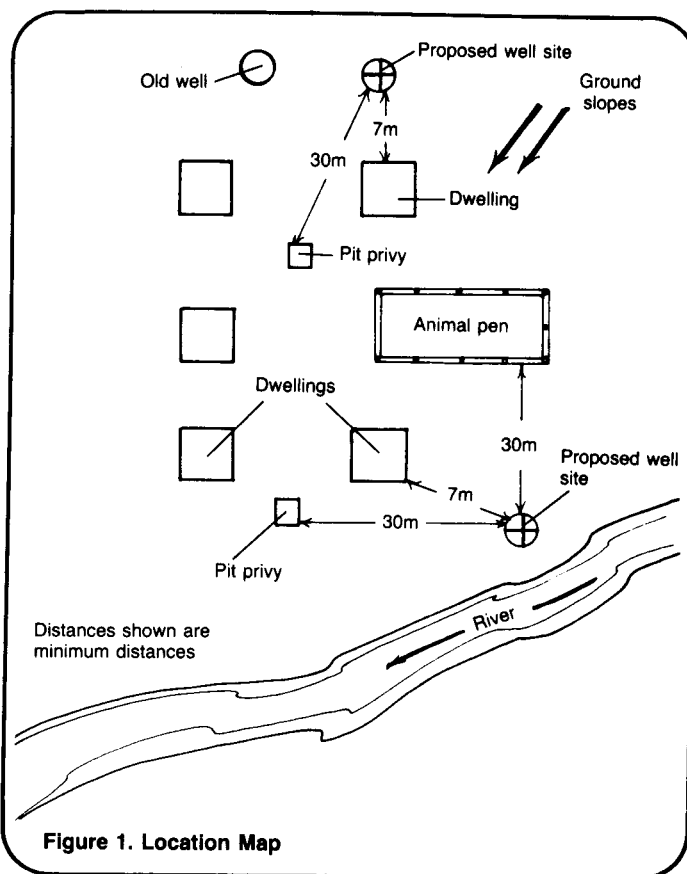 Proposed well site
Old well
Ground
slopes
7m
30m
Dwelling
Pit privy
Animal pen
Dwellings
30m
Proposed well
site
7m
30m
Pit privy
River
Distances shown are
minimum distances
Figure 1. Location Map